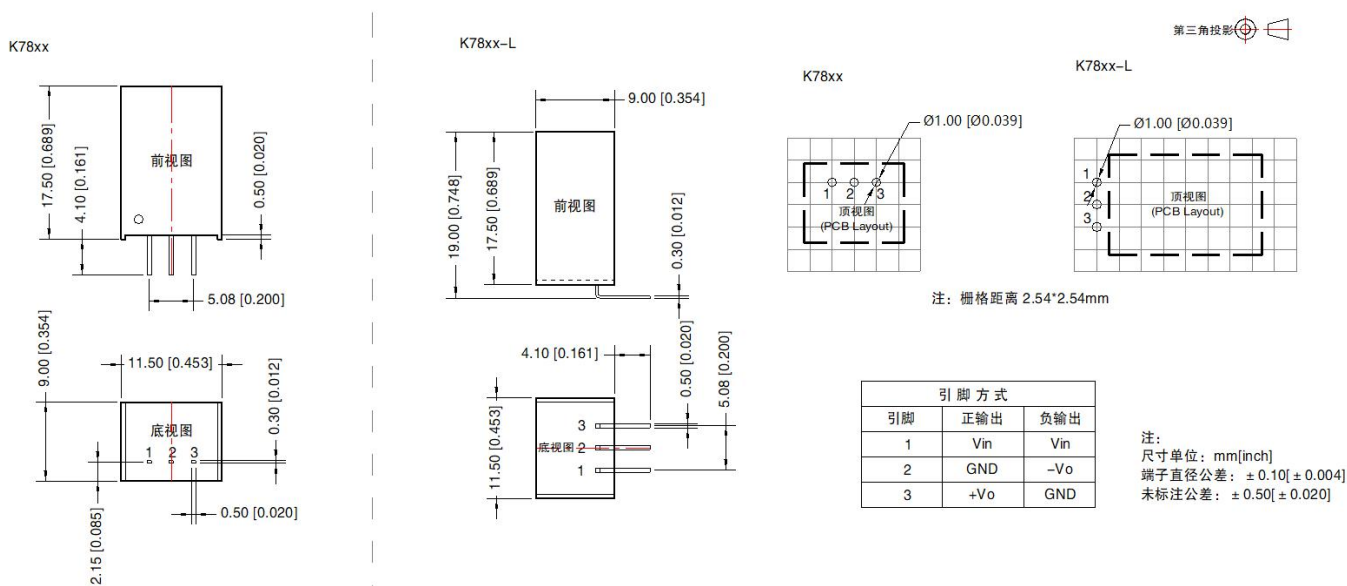 K78xx
17.50 [0.689]
4.10 [0.161]
前视图
0.50 [0.020]
5.08 [0.200]
9.00 [0.354]
11.50 [0.453]
底视图
1 2 3
0.30 [0.012]
0.50 [0.020]
2.15 [0.085]
K78xx-L
9.00 [0.354]
19.00 [0.748]
17.50 [0.689]
前视图
0.30 [0.012]
4.10 [0.161]
0.50 [0.020]
5.08 [0.200]
11.50 [0.453]
底视图
3
2
1
第三角投影
K78xx
Ø1.00 [Ø0.039]
1 2 3
顶视图
(PCB Layout)
K78xx-L
Ø1.00 [Ø0.039]
1
2
3
顶视图
(PCB Layout)
注：栅格距离 2.54*2.54mm
引脚方式
引脚 正输出 负输出
1 Vin Vin
2 GND -Vo
3 +Vo GND
注：
尺寸单位：mm[inch]
端子直径公差：±0.10[±0.004]
未标注公差：±0.50[±0.020]